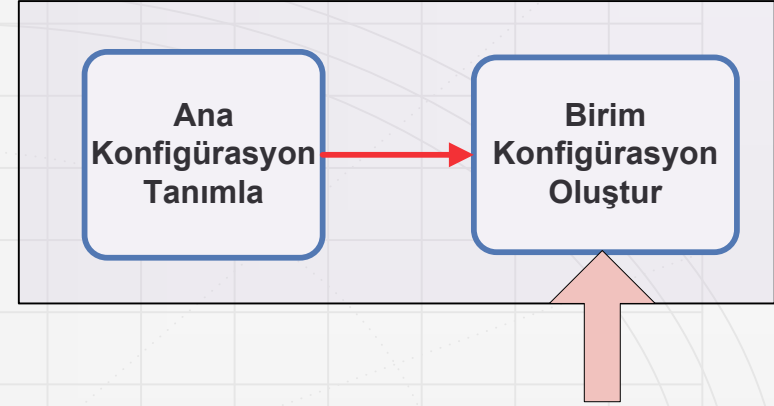 Ana
Konfigürasyon
Tanımla
Birim
Konfigürasyon
Oluştur